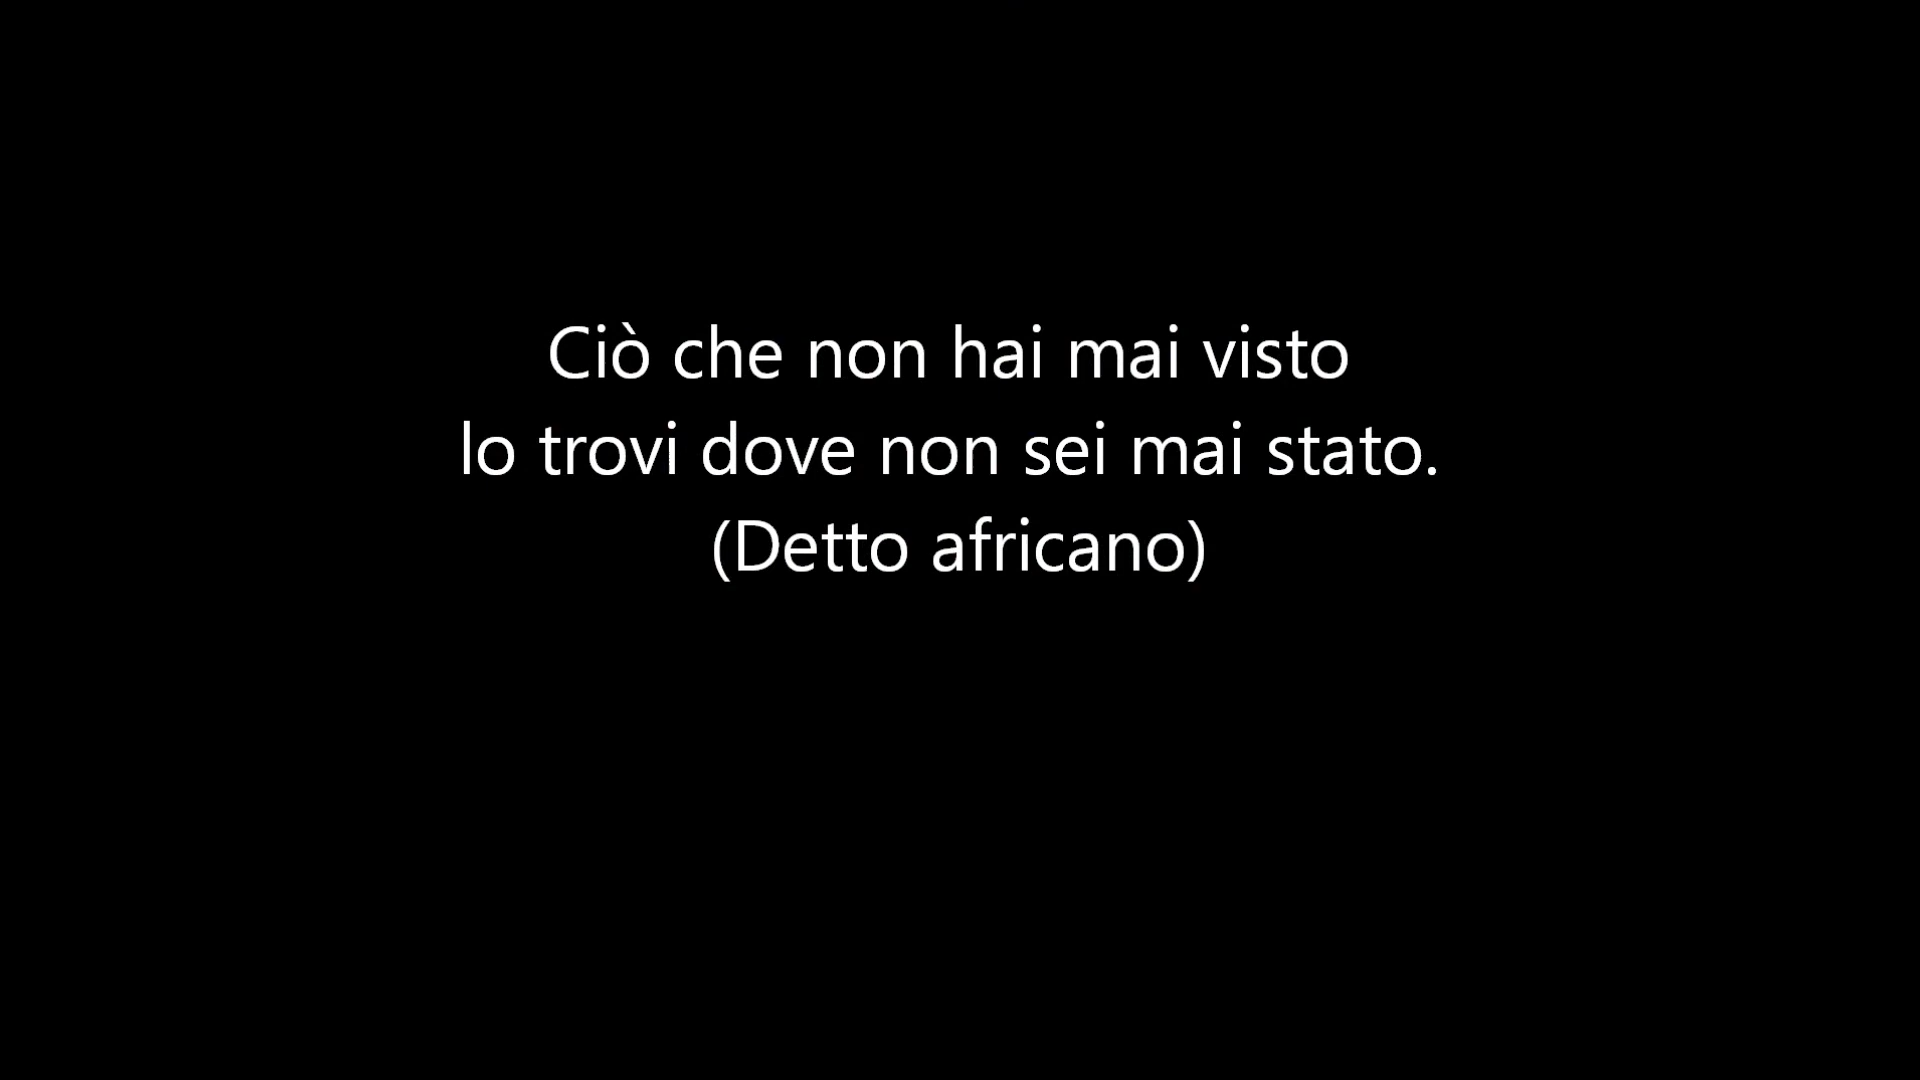 Ciò che non hai mai visto
lo trovi dove non sei mai stato.
(Detto africano)